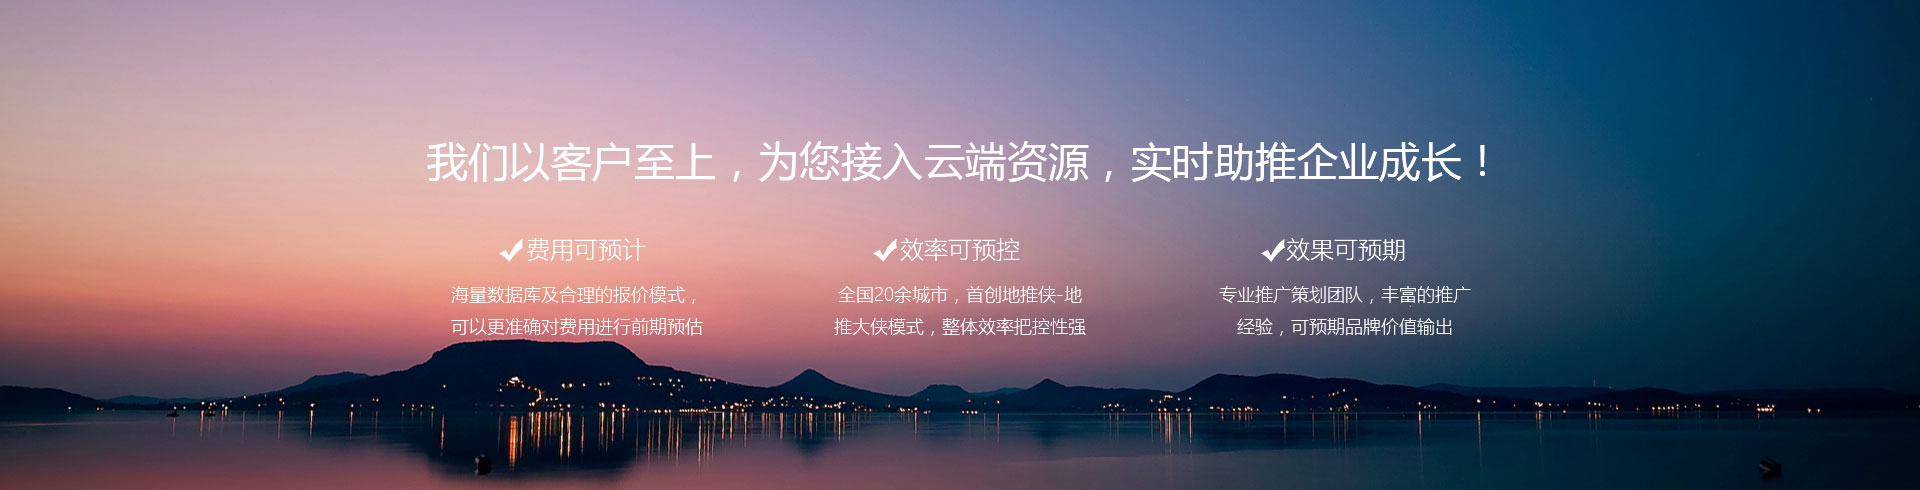 我们以客户至上，为您接入云端资源，实时助推企业成长！
费用可预计
海量数据库及合理的报价模式，
可以更准确对费用进行前期预估
效率可预控
全国20余城市，首创地推侠-地
推大侠模式，整体效率把控性强
效果可预期
专业推广策划团队，丰富的推广
经验，可预期品牌价值输出